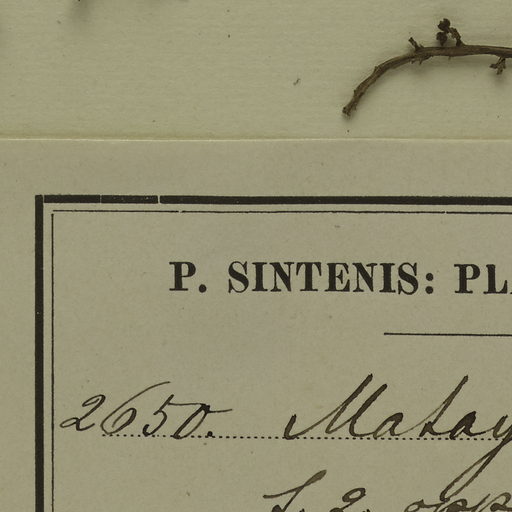 P. SINTENIS: PL
2650. Matay